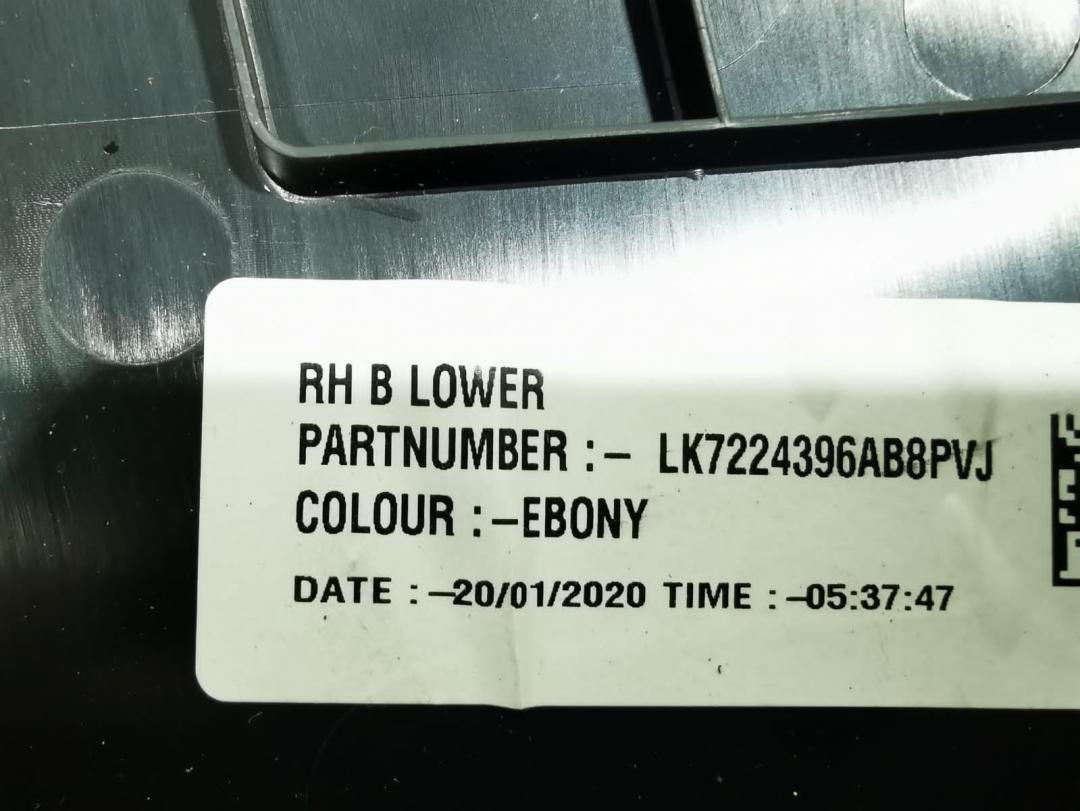 RH B LOWER
PARTNUMBER :- LK7224396AB8PVJ
COLOUR :-EBONY
DATE :-20/01/2020 TIME :-05:37:47